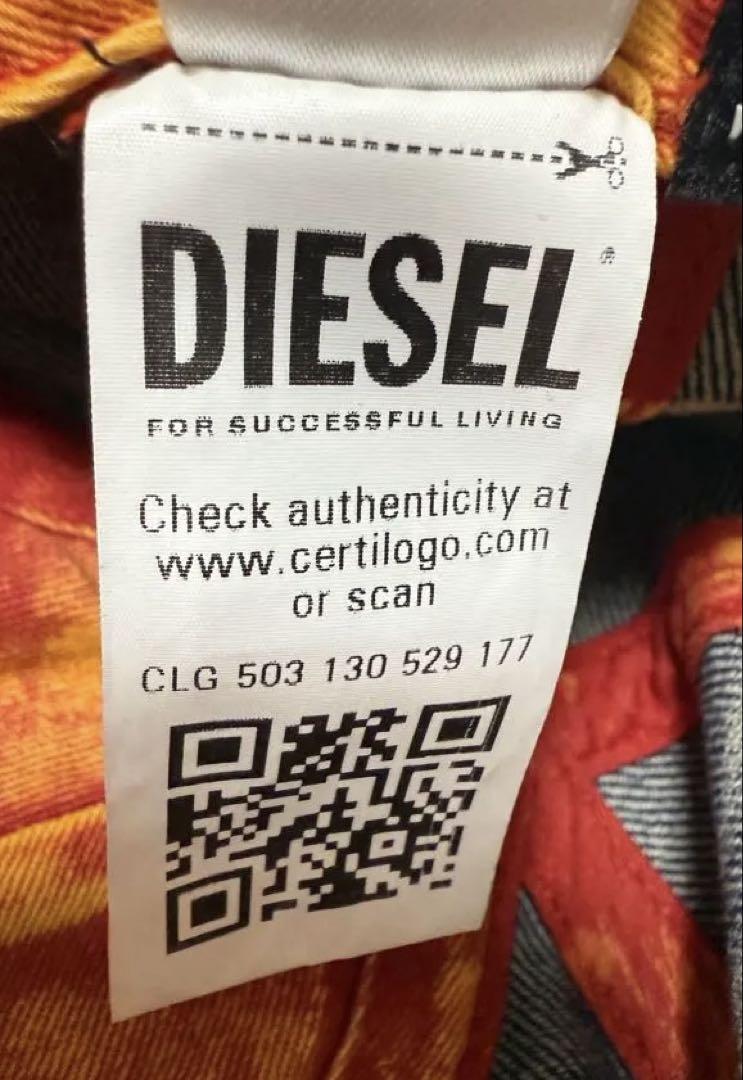 DIESEL®
FOR SUCCESSFUL LIVING
Check authenticity at
www.certilogo.com
or scan
CLG 503 130 529 177